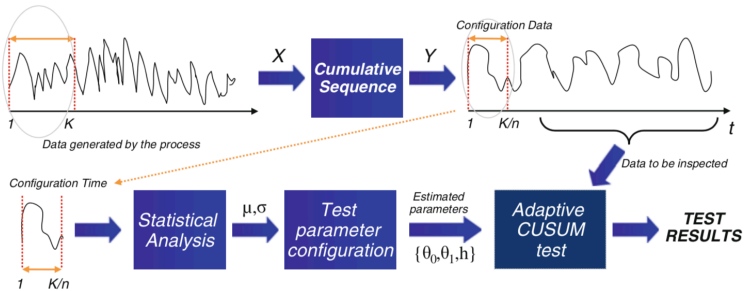 Configuration Data
X
Cumulative
Sequence
Y
1
K
Data generated by the process
1
K/n
t
Data to be inspected
Configuration Time
Statistical
Analysis
μ,σ
Test
parameter
configuration
Estimated
parameters
{θ₀,θ₁,h}
Adaptive
CUSUM
test
TEST
RESULTS
1
K/n